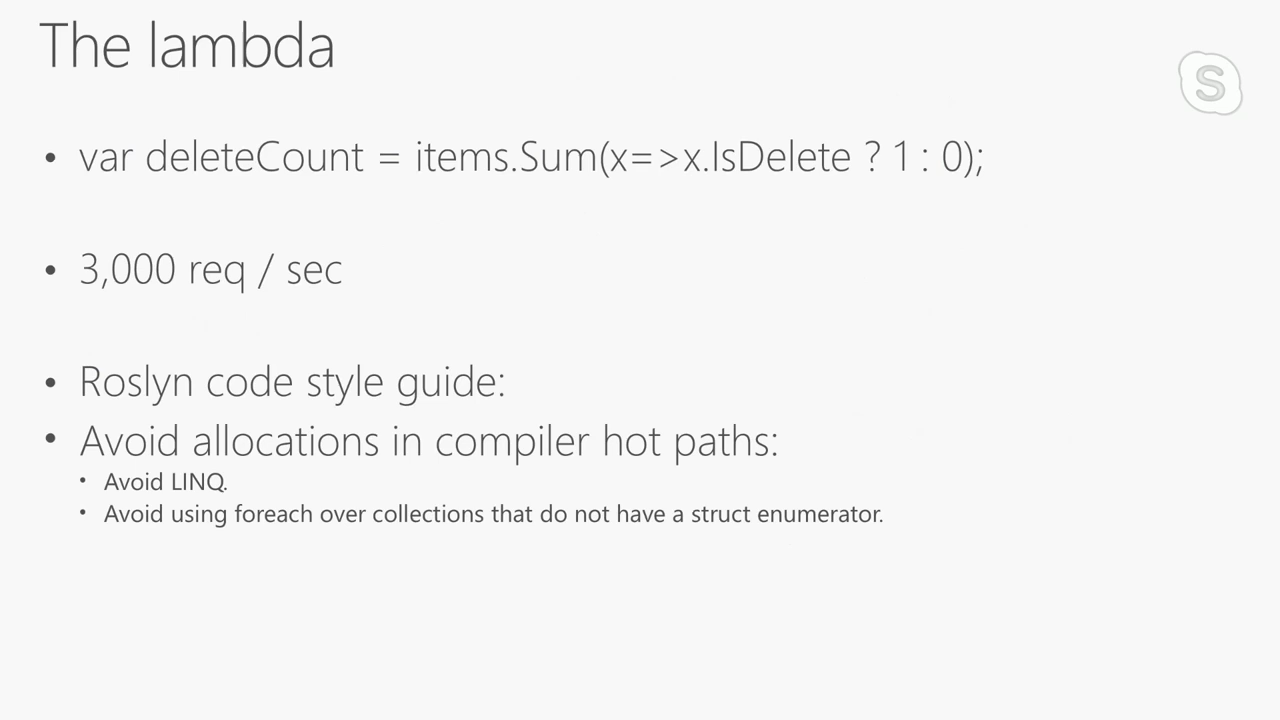 The lambda
S
• var deleteCount = items.Sum(x=>x.IsDelete ? 1 : 0);
• 3,000 req / sec
• Roslyn code style guide:
• Avoid allocations in compiler hot paths:
• Avoid LINQ.
• Avoid using foreach over collections that do not have a struct enumerator.